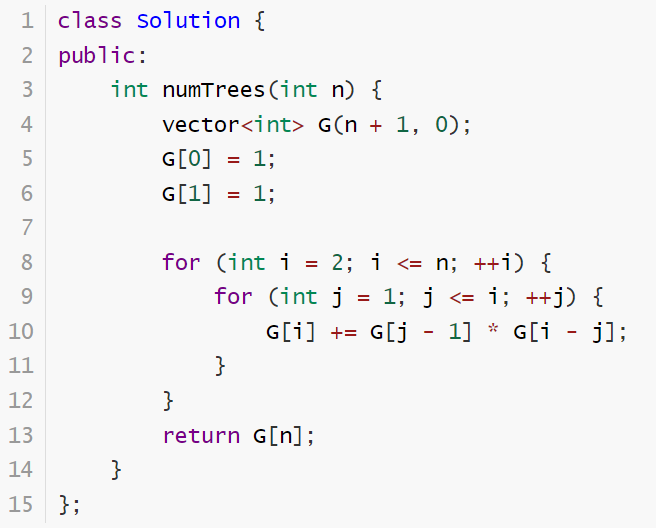 1 class Solution {
2 public:
3     int numTrees(int n) {
4         vector<int> G(n + 1, 0);
5         G[0] = 1;
6         G[1] = 1;
7
8         for (int i = 2; i <= n; ++i) {
9             for (int j = 1; j <= i; ++j) {
10                 G[i] += G[j - 1] * G[i - j];
11             }
12         }
13         return G[n];
14     }
15 };